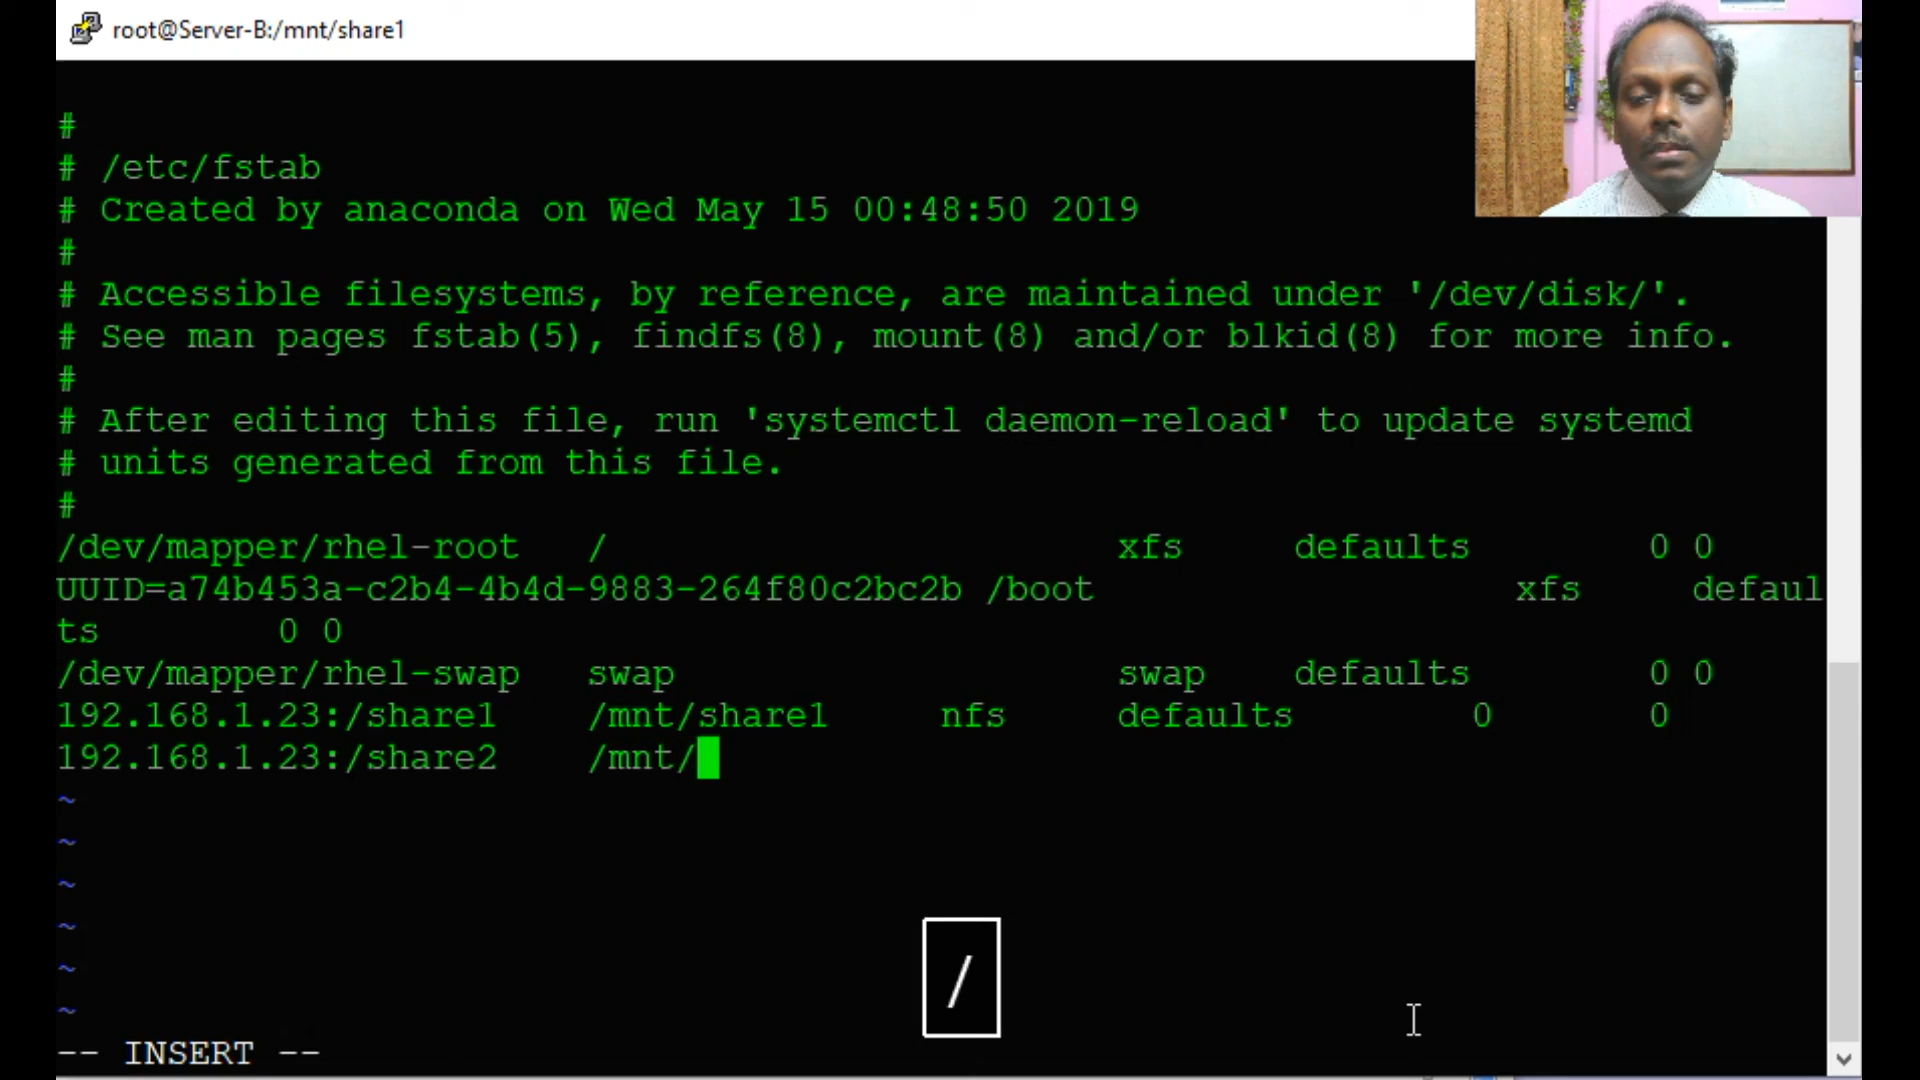 root@Server-B:/mnt/share1
#
# /etc/fstab
# Created by anaconda on Wed May 15 00:48:50 2019
#
# Accessible filesystems, by reference, are maintained under '/dev/disk/'.
# See man pages fstab(5), findfs(8), mount(8) and/or blkid(8) for more info.
#
# After editing this file, run 'systemctl daemon-reload' to update systemd
# units generated from this file.
#
/dev/mapper/rhel-root   /                       xfs     defaults        0 0
UUID=a74b453a-c2b4-4b4d-9883-264f80c2bc2b /boot                   xfs     defaul
ts        0 0
/dev/mapper/rhel-swap   swap                    swap    defaults        0 0
192.168.1.23:/share1    /mnt/share1     nfs     defaults        0       0
192.168.1.23:/share2    /mnt/
~
~
~
~
~
~
/
-- INSERT --